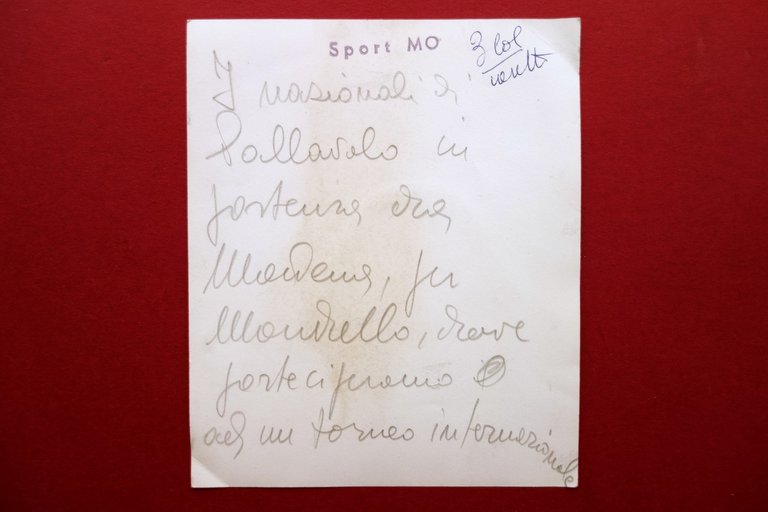 Sport MO
3 col
I nazionali di
Pallavolo in
partenza da
Modena, per
Mondello, dove
parteciperanno
ad un torneo internazionale